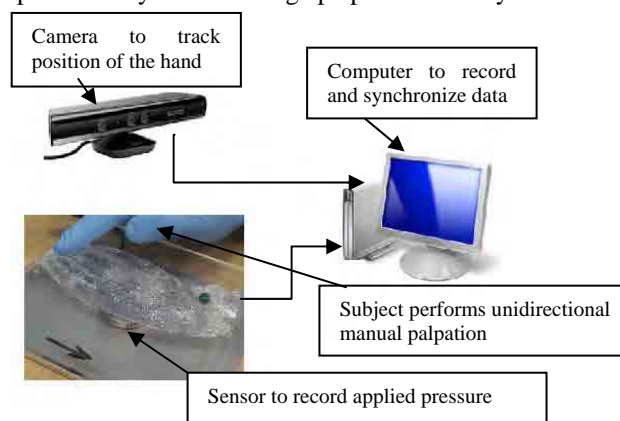 Camera to track
position of the hand
Computer to record
and synchronize data
Subject performs unidirectional
manual palpation
Sensor to record applied pressure